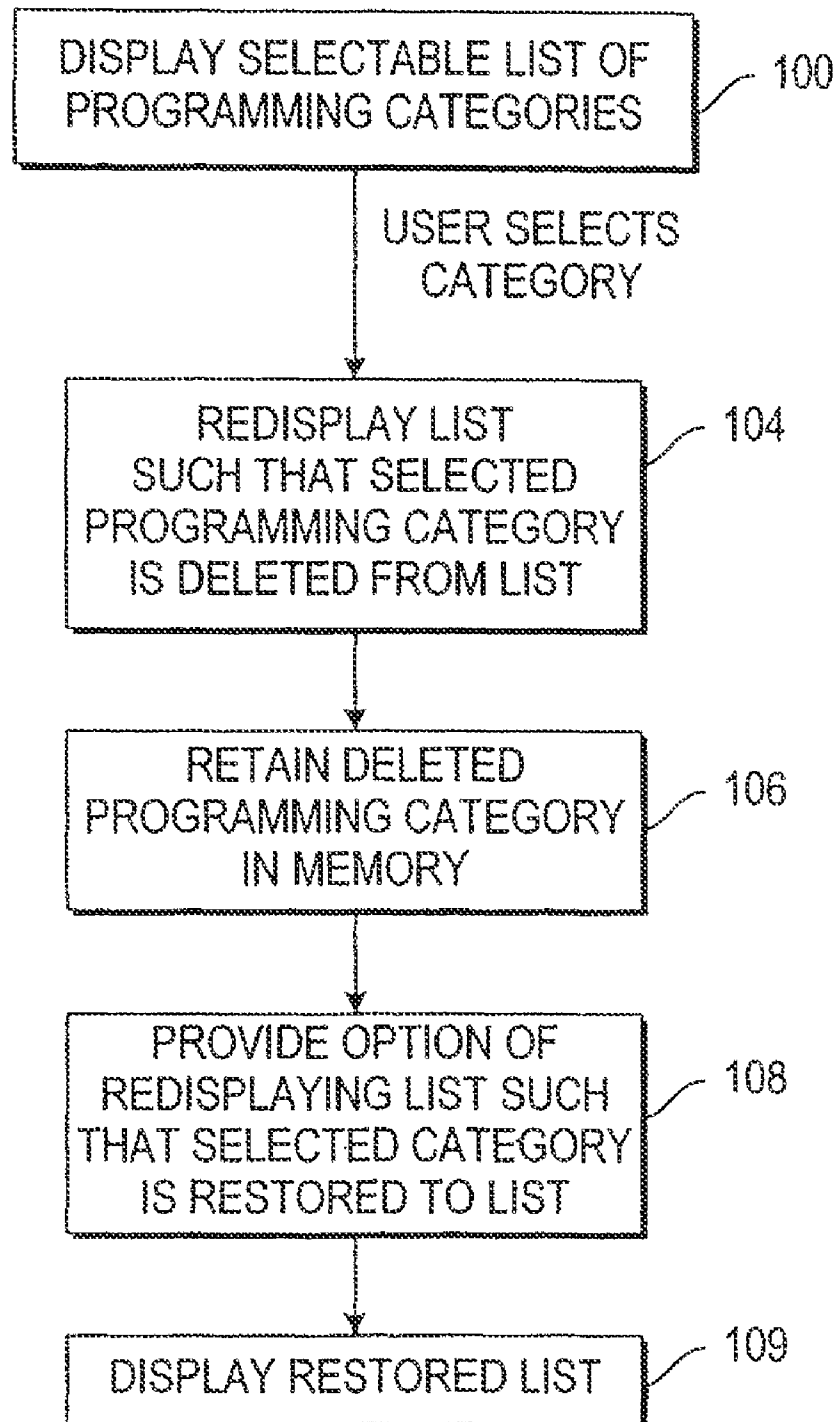 DISPLAY SELECTABLE LIST OF
PROGRAMMING CATEGORIES
100
USER SELECTS
CATEGORY
REDISPLAY LIST
SUCH THAT SELECTED
PROGRAMMING CATEGORY
IS DELETED FROM LIST
104
RETAIN DELETED
PROGRAMMING CATEGORY
IN MEMORY
106
PROVIDE OPTION OF
REDISPLAYING LIST SUCH
THAT SELECTED CATEGORY
IS RESTORED TO LIST
108
DISPLAY RESTORED LIST
109